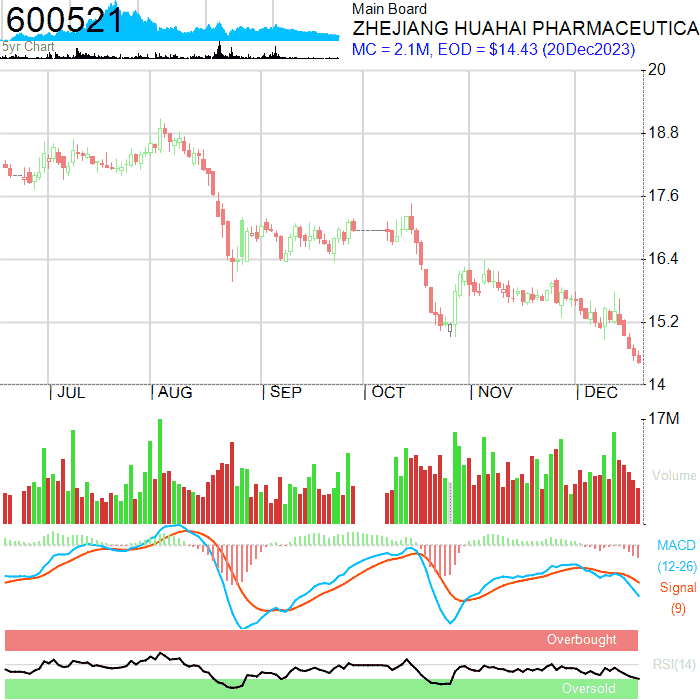 600521
5yr Chart
Main Board
ZHEJIANG HUAHAI PHARMACEUTICA
MC = 2.1M, EOD = $14.43 (20Dec2023)
20
18.8
17.6
16.4
15.2
14
JUL
AUG
SEP
OCT
NOV
DEC
17M
Volume
MACD
(12-26)
Signal
(9)
Overbought
RSI(14)
Oversold